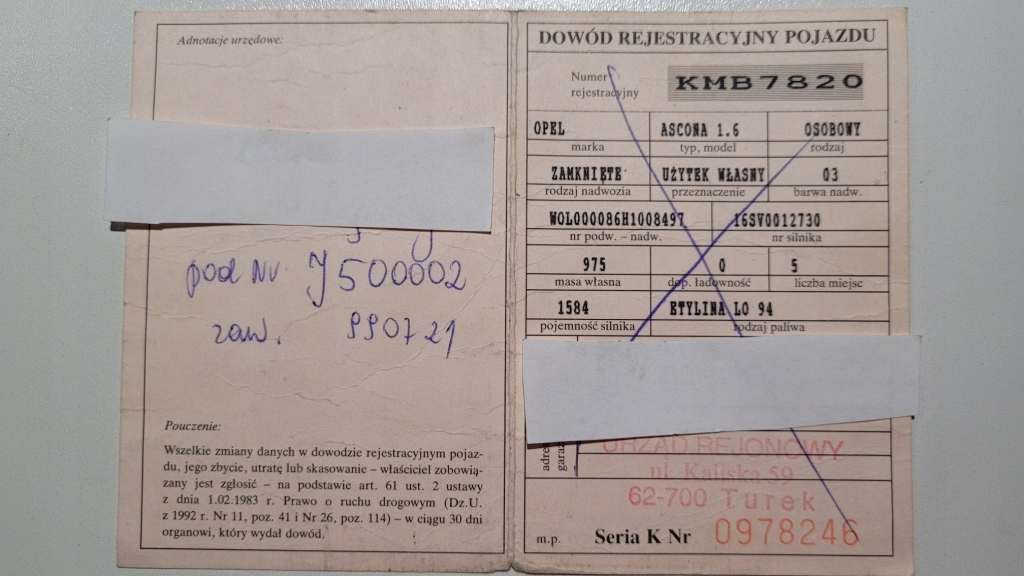 Adnotacje urzędowe:
pod Nr. J500002
zaw. 990721
Pouczenie:
Wszelkie zmiany danych w dowodzie rejestracyjnym pojaz-
du, jego zbycie, utratę lub skasowanie – właściciel zobowią-
zany jest zgłosić – na podstawie art. 61 ust. 2 ustawy
z dnia 1.02.1983 r. Prawo o ruchu drogowym (Dz.U.
z 1992 r. Nr 11, poz. 41 i Nr 26, poz. 114) – w ciągu 30 dni
organowi, który wydał dowód.
DOWÓD REJESTRACYJNY POJAZDU
Numer
rejestracyjny
KMB7820
OPEL ASCONA 1.6 OSOBOWY
marka typ, model rodzaj
ZAMKNIĘTE UŻYTEK WŁASNY 03
rodzaj nadwozia przeznaczenie barwa nadw.
WOL000086H1008497 16SV0012730
nr podw. – nadw. nr silnika
975 0 5
masa własna dop. ładowność liczba miejsc
1584 ETYLINA LO 94
pojemność silnika rodzaj paliwa
URZĄD REJONOWY
ul. Kaliska 59
62-700 Turek
m.p. Seria K Nr 0978246